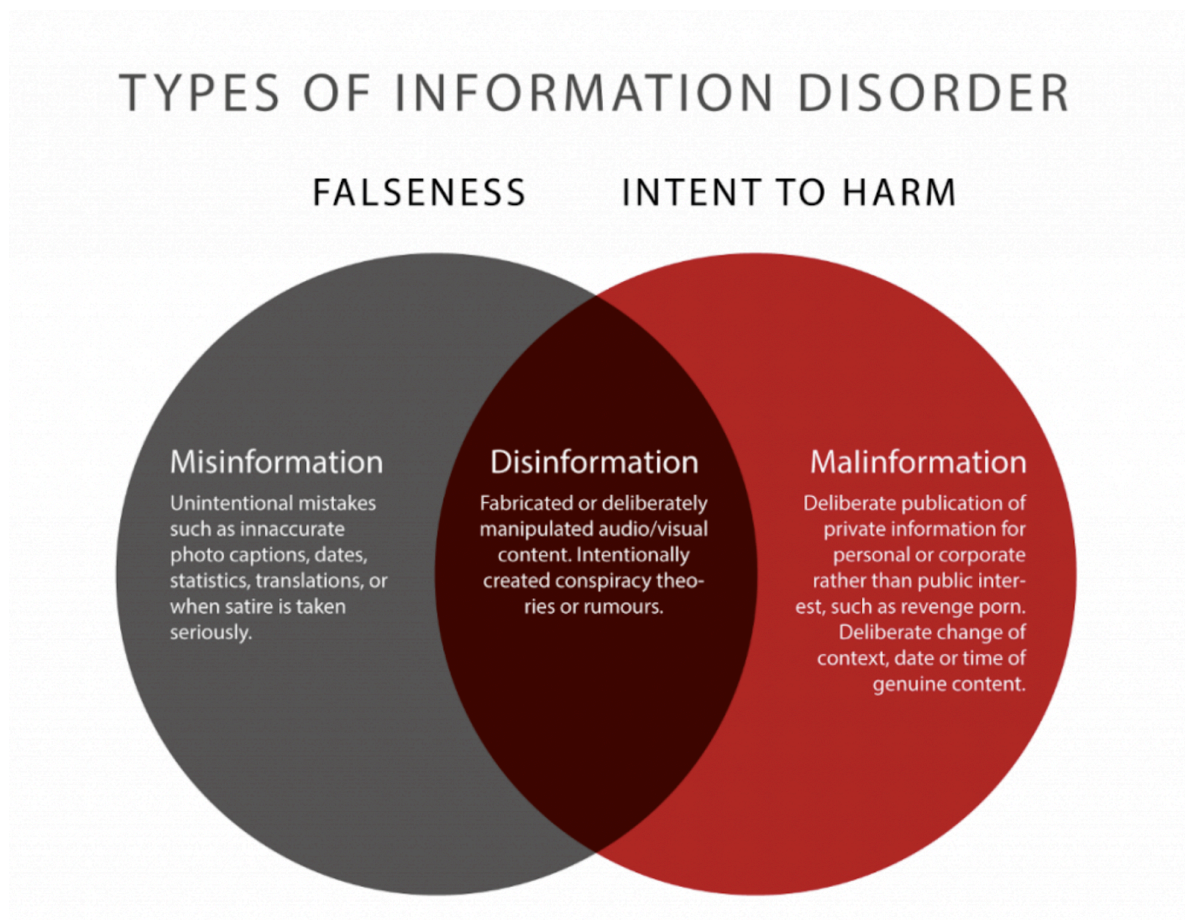 TYPES OF INFORMATION DISORDER
FALSENESS
INTENT TO HARM
Misinformation
Unintentional mistakes
such as innaccurate
photo captions, dates,
statistics, translations, or
when satire is taken
seriously.
Disinformation
Fabricated or deliberately
manipulated audio/visual
content. Intentionally
created conspiracy theo-
ries or rumours.
Malinformation
Deliberate publication of
private information for
personal or corporate
rather than public inter-
est, such as revenge porn.
Deliberate change of
context, date or time of
genuine content.